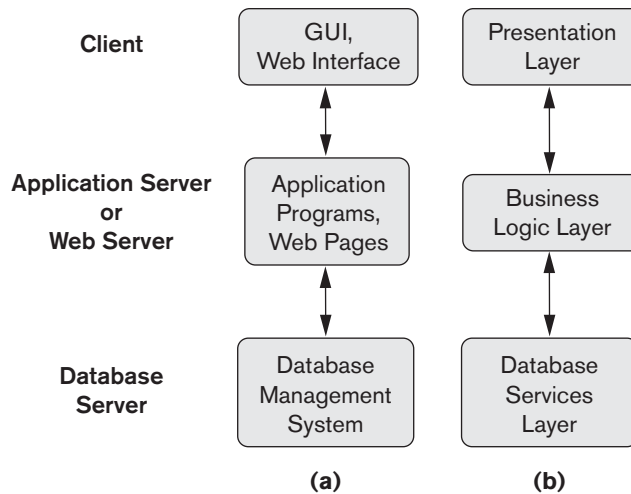 Client
GUI,
Web Interface
Presentation
Layer
Application Server
or
Web Server
Application
Programs,
Web Pages
Business
Logic Layer
Database
Server
Database
Management
System
Database
Services
Layer
(a)
(b)